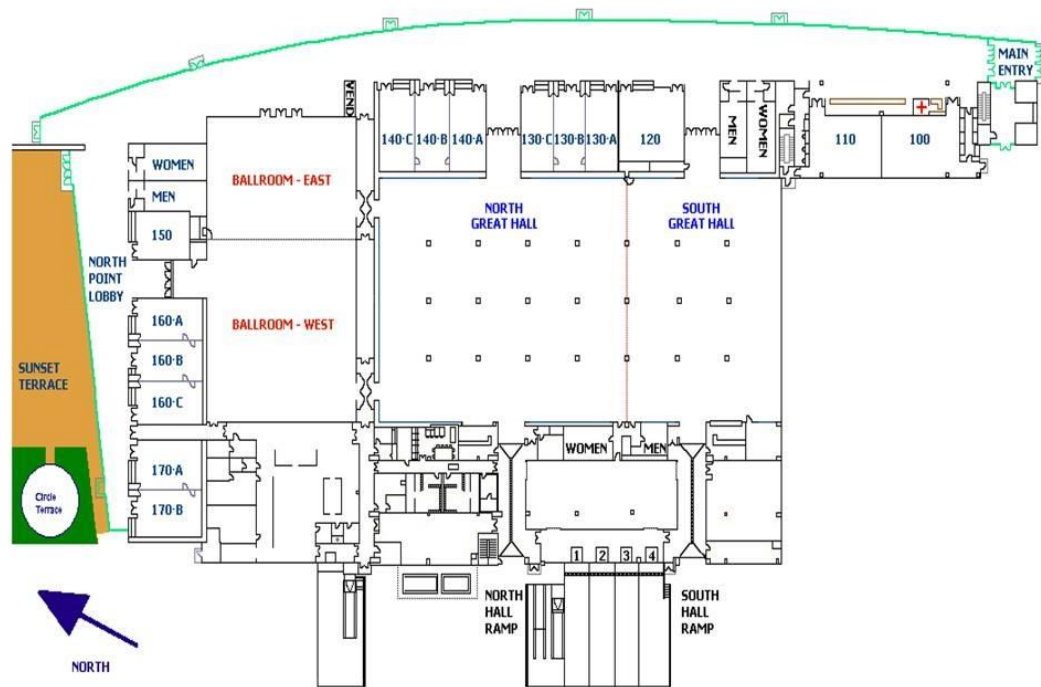 MAIN
ENTRY
VEND
140-C
140-B
140-A
130-C
130-B
130-A
120
MEN
WOMEN
110
100
WOMEN
MEN
150
BALLROOM - EAST
NORTH
GREAT HALL
SOUTH
GREAT HALL
NORTH
POINT
LOBBY
160-A
160-B
160-C
BALLROOM - WEST
SUNSET
TERRACE
170-A
170-B
Circle
Terrace
WOMEN
MEN
1
2
3
4
NORTH
HALL
RAMP
SOUTH
HALL
RAMP
NORTH